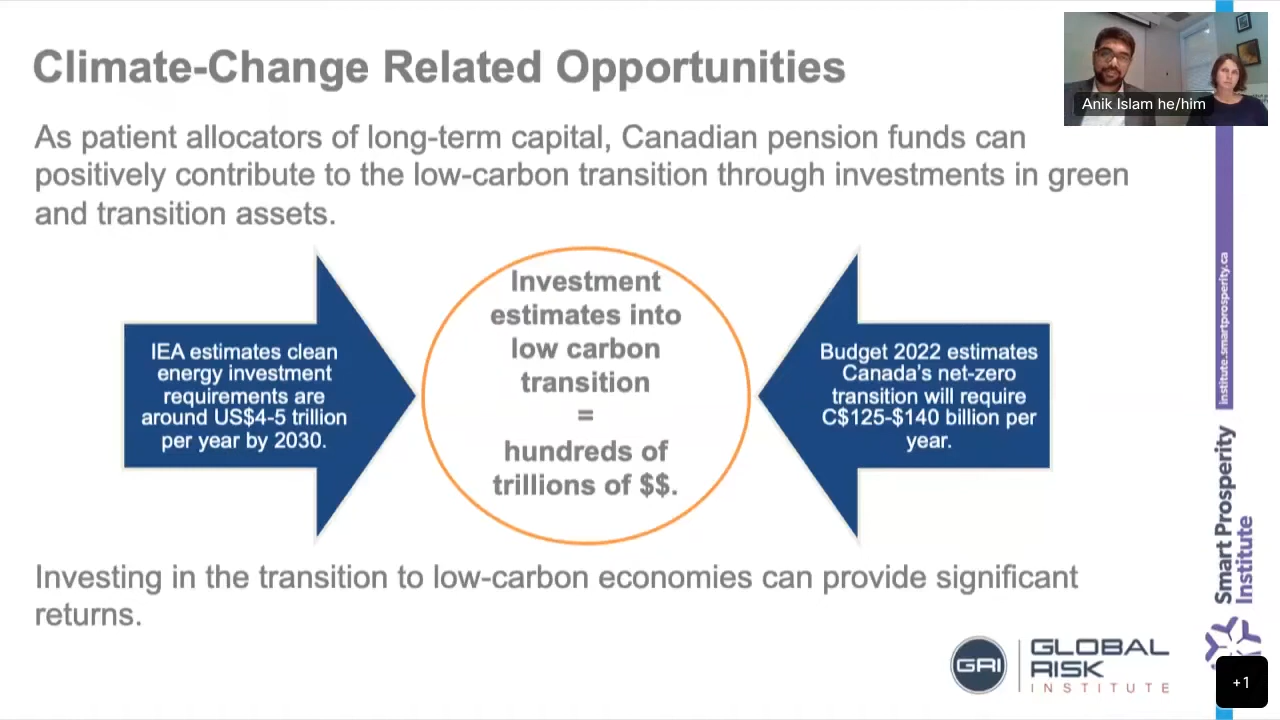 Climate-Change Related Opportunities
As patient allocators of long-term capital, Canadian pension funds can
positively contribute to the low-carbon transition through investments in green
and transition assets.
IEA estimates clean
energy investment
requirements are
around US$4-5 trillion
per year by 2030.
Investment
estimates into
low carbon
transition
=
hundreds of
trillions of $$.
Budget 2022 estimates
Canada's net-zero
transition will require
C$125-$140 billion per
year.
Investing in the transition to low-carbon economies can provide significant
returns.
GRI
GLOBAL
RISK
INSTITUTE
Anik Islam he/him
institute.smartprosperity.ca
Smart Prosperity
Institute
+1